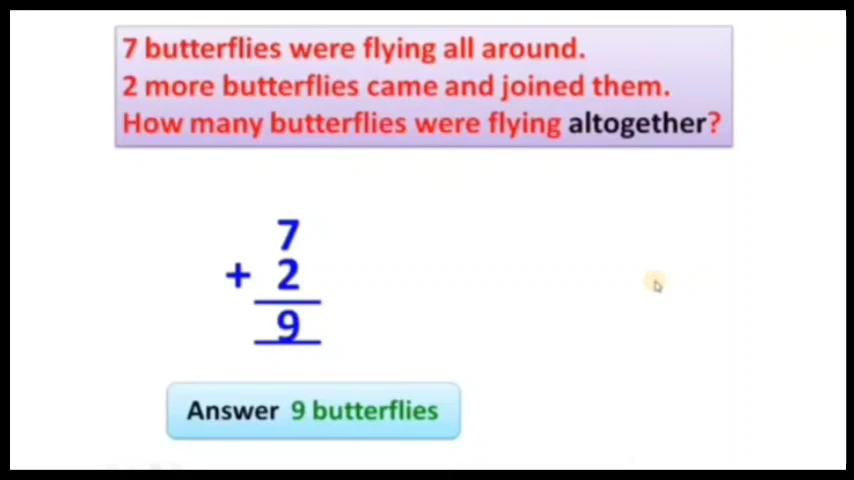 7 butterflies were flying all around.
2 more butterflies came and joined them.
How many butterflies were flying altogether?
7
+ 2
9
Answer 9 butterflies